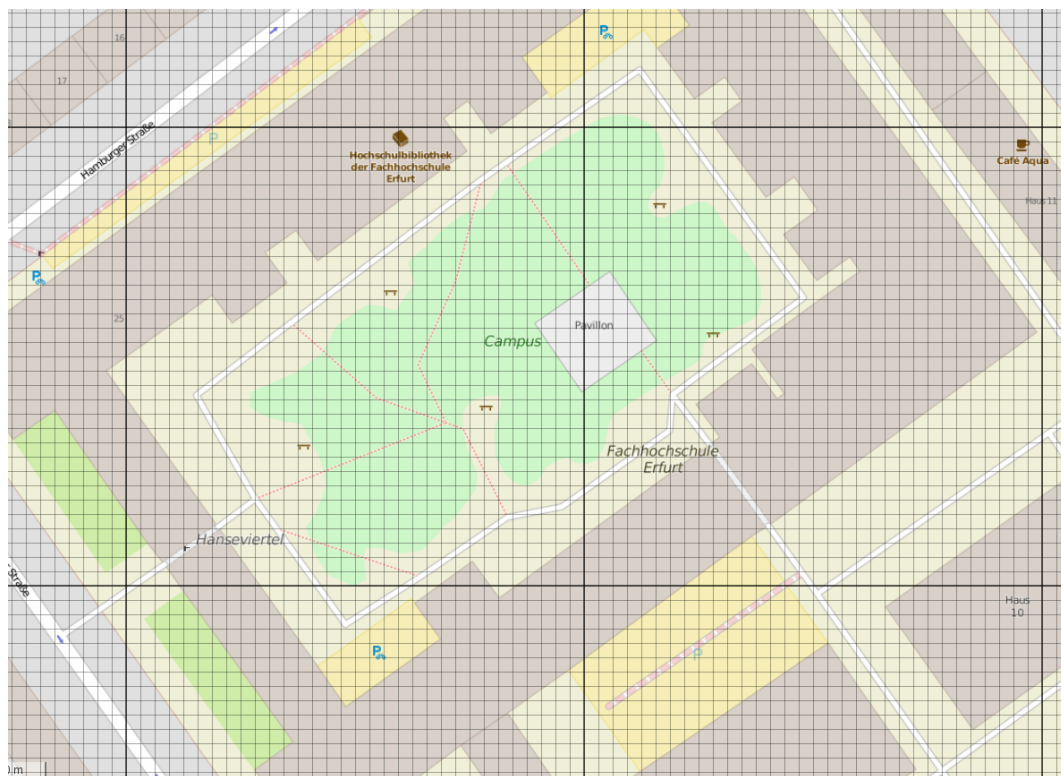 16
P
17
Hamburger Straße
P
Hochschulbibliothek
der Fachhochschule
Erfurt
Café Aqua
Haus 11
P
25
Pavillon
Campus
Fachhochschule
Erfurt
Hanseviertel
Straße
Haus
10
P
P
m